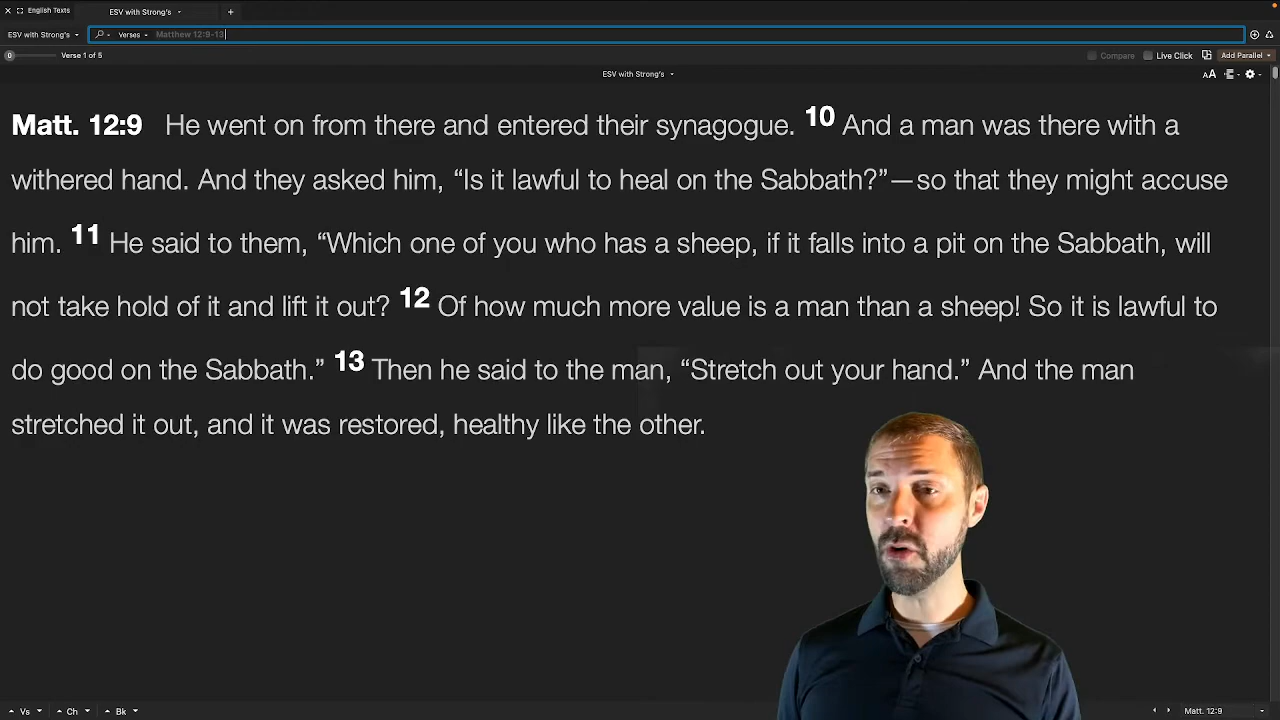 English Texts
ESV with Strong's
+
ESV with Strong's
Verses
Matthew 12:9-13
0
Verse 1 of 5
Compare
Live Click
Add Parallel
ESV with Strong's
AA
Matt. 12:9 He went on from there and entered their synagogue. 10 And a man was there with a
withered hand. And they asked him, “Is it lawful to heal on the Sabbath?”—so that they might accuse
him. 11 He said to them, “Which one of you who has a sheep, if it falls into a pit on the Sabbath, will
not take hold of it and lift it out? 12 Of how much more value is a man than a sheep! So it is lawful to
do good on the Sabbath.” 13 Then he said to the man, “Stretch out your hand.” And the man
stretched it out, and it was restored, healthy like the other.
Vs
Ch
Bk
Matt. 12:9